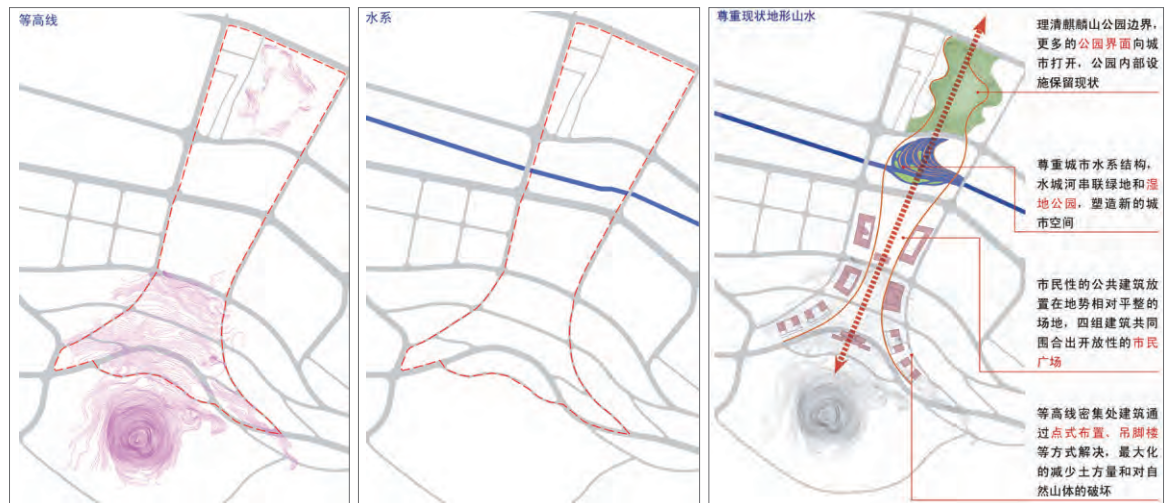 等高线
水系
尊重现状地形山水
理清麒麟山公园边界，
更多的公园界面向城
市打开，公园内部设
施保留现状
尊重城市水系结构，
水城河串联绿地和湿
地公园，塑造新的城
市空间
市民性的公共建筑放
置在地势相对平整的
场地，四组建筑共同
围合出开放性的市民
广场
等高线密集处建筑通
过点式布置、吊脚楼
等方式解决，最大化
的减少土方量和对自
然山体的破坏